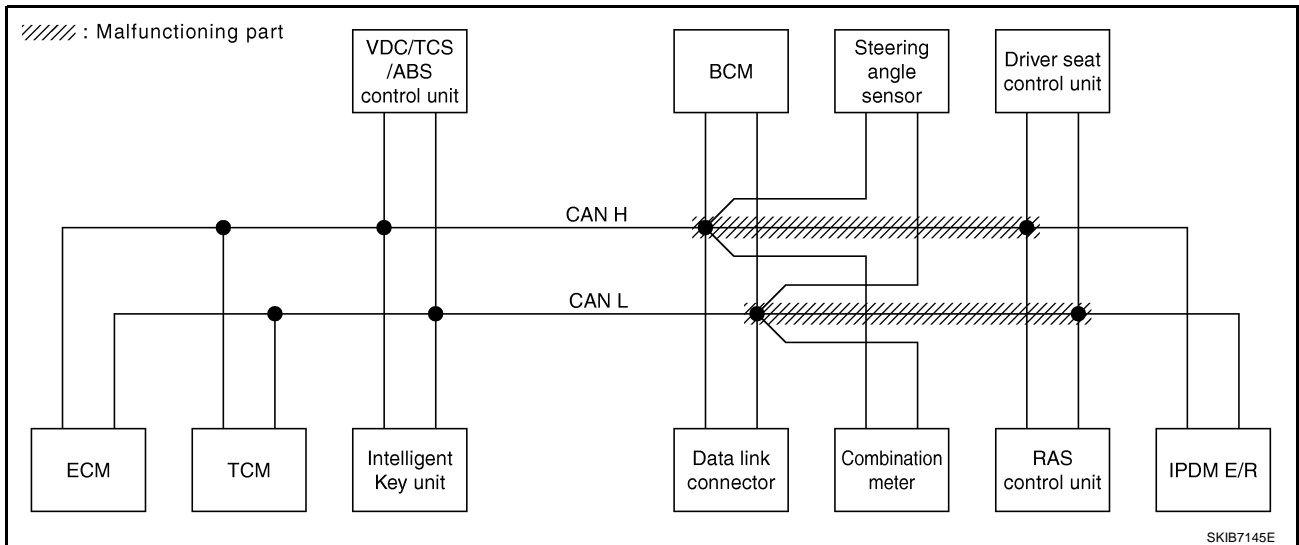 : Malfunctioning part
VDC/TCS
/ABS
control unit
BCM
Steering
angle
sensor
Driver seat
control unit
CAN H
CAN L
ECM
TCM
Intelligent
Key unit
Data link
connector
Combination
meter
RAS
control unit
IPDM E/R
SKIB7145E